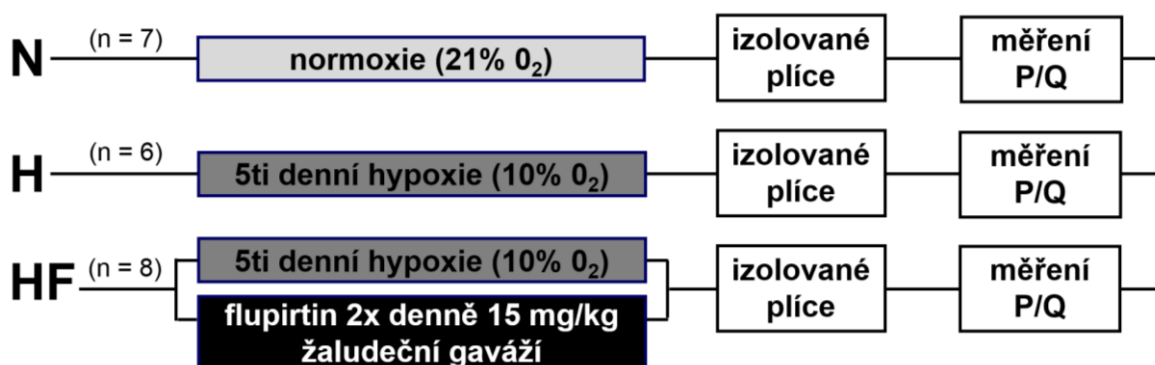 N (n = 7) normoxie (21% 0₂) izolované plíce měření P/Q
H (n = 6) 5ti denní hypoxie (10% 0₂) izolované plíce měření P/Q
HF (n = 8) 5ti denní hypoxie (10% 0₂) izolované plíce měření P/Q
flupirtin 2x denně 15 mg/kg
žaludeční gaváží